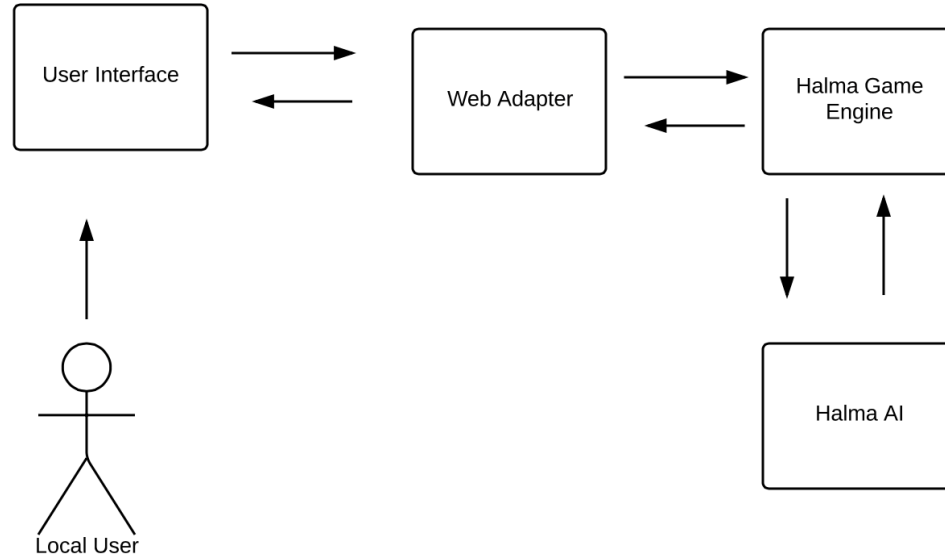 User Interface
Web Adapter
Halma Game
Engine
Halma AI
Local User